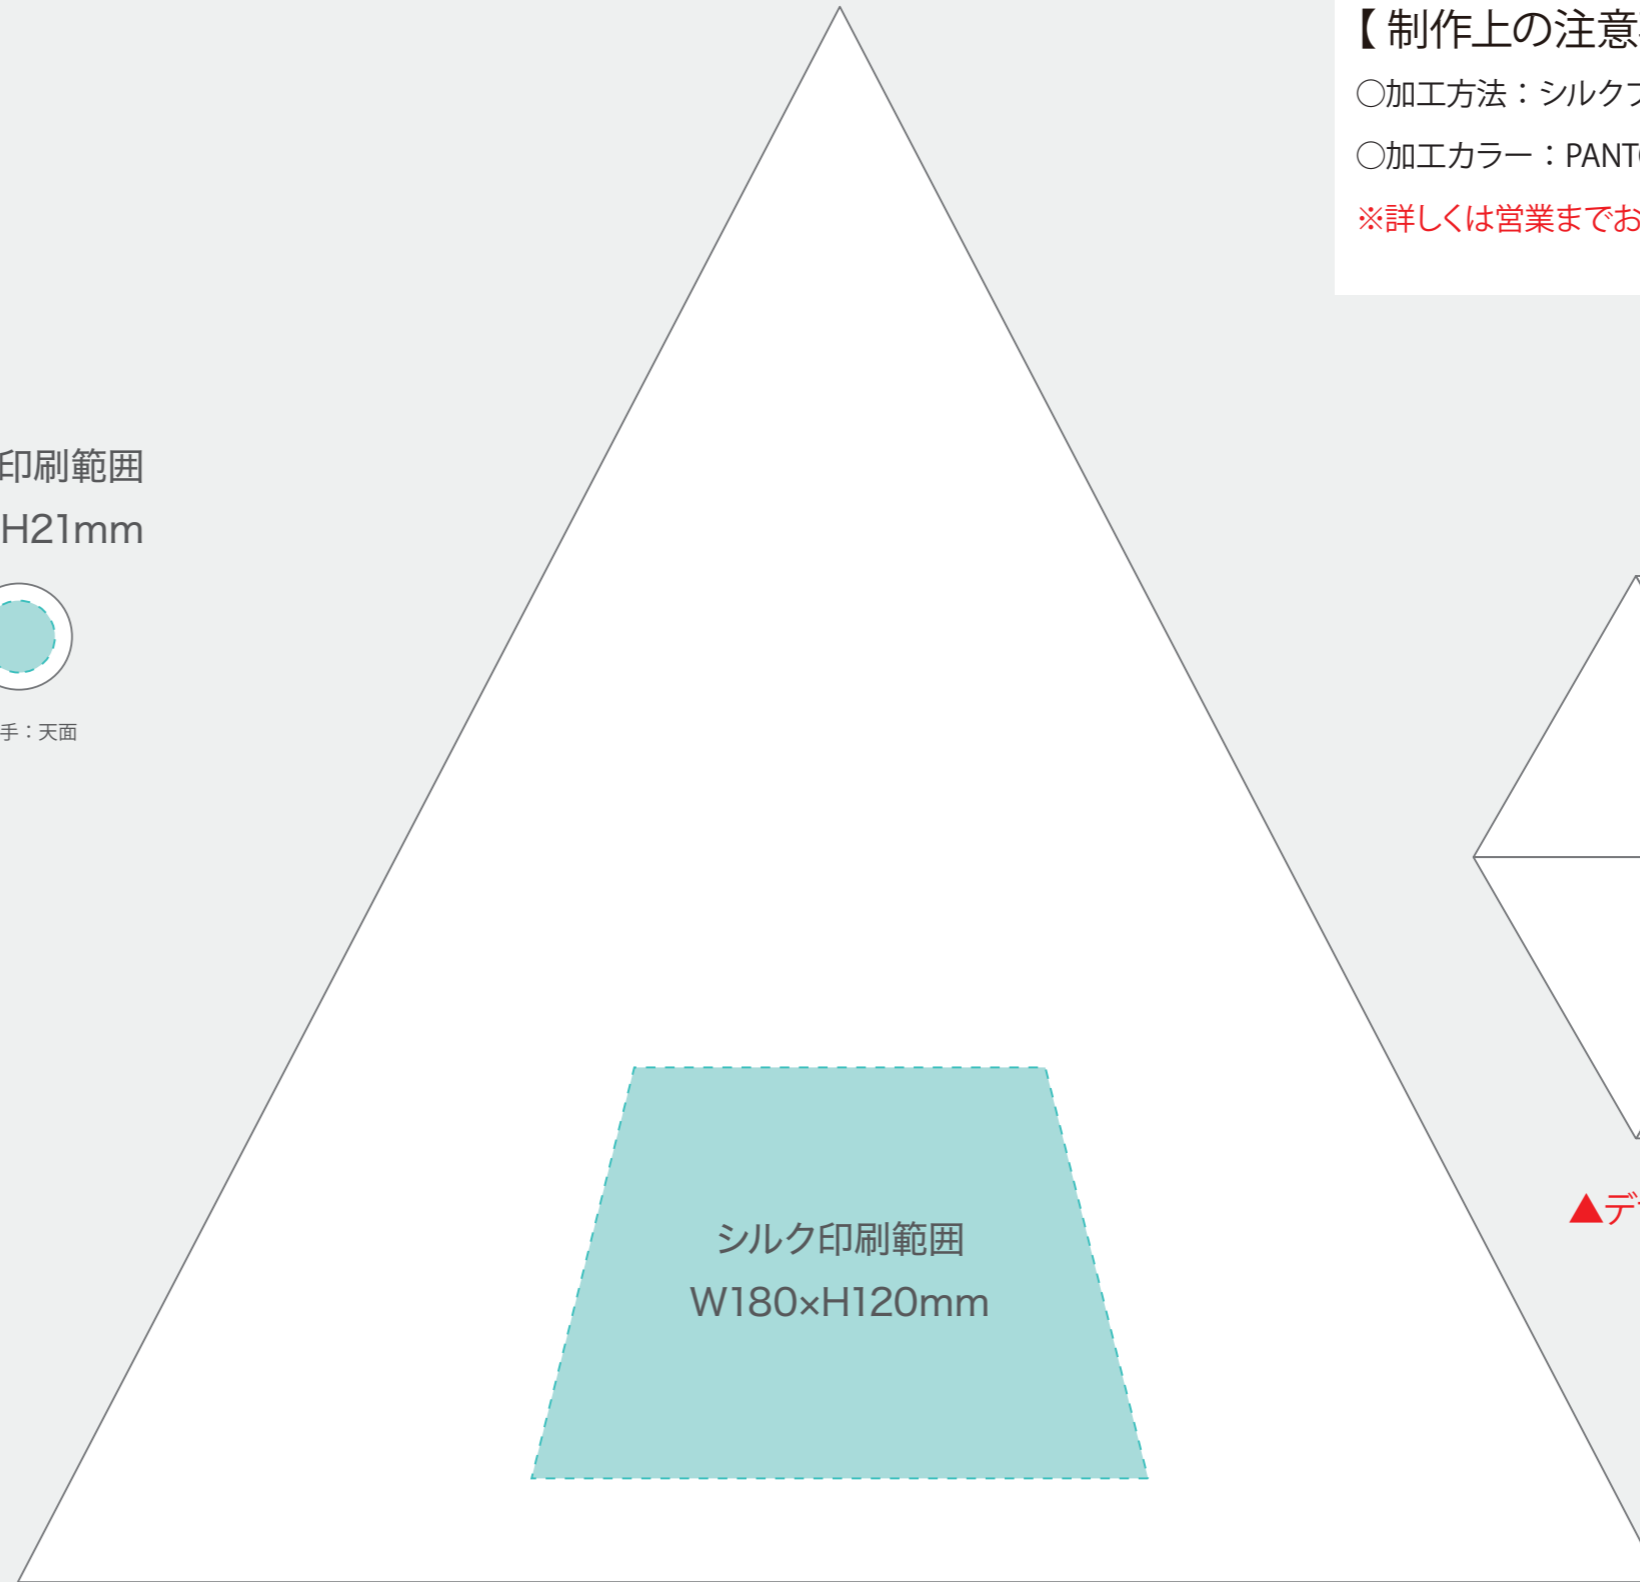 【 制作上の注意
○加工方法：シルク
○加工カラー：PANT
※詳しくは営業までお
印刷範囲
H21mm
手：天面
▲デ
シルク印刷範囲
W180×H120mm